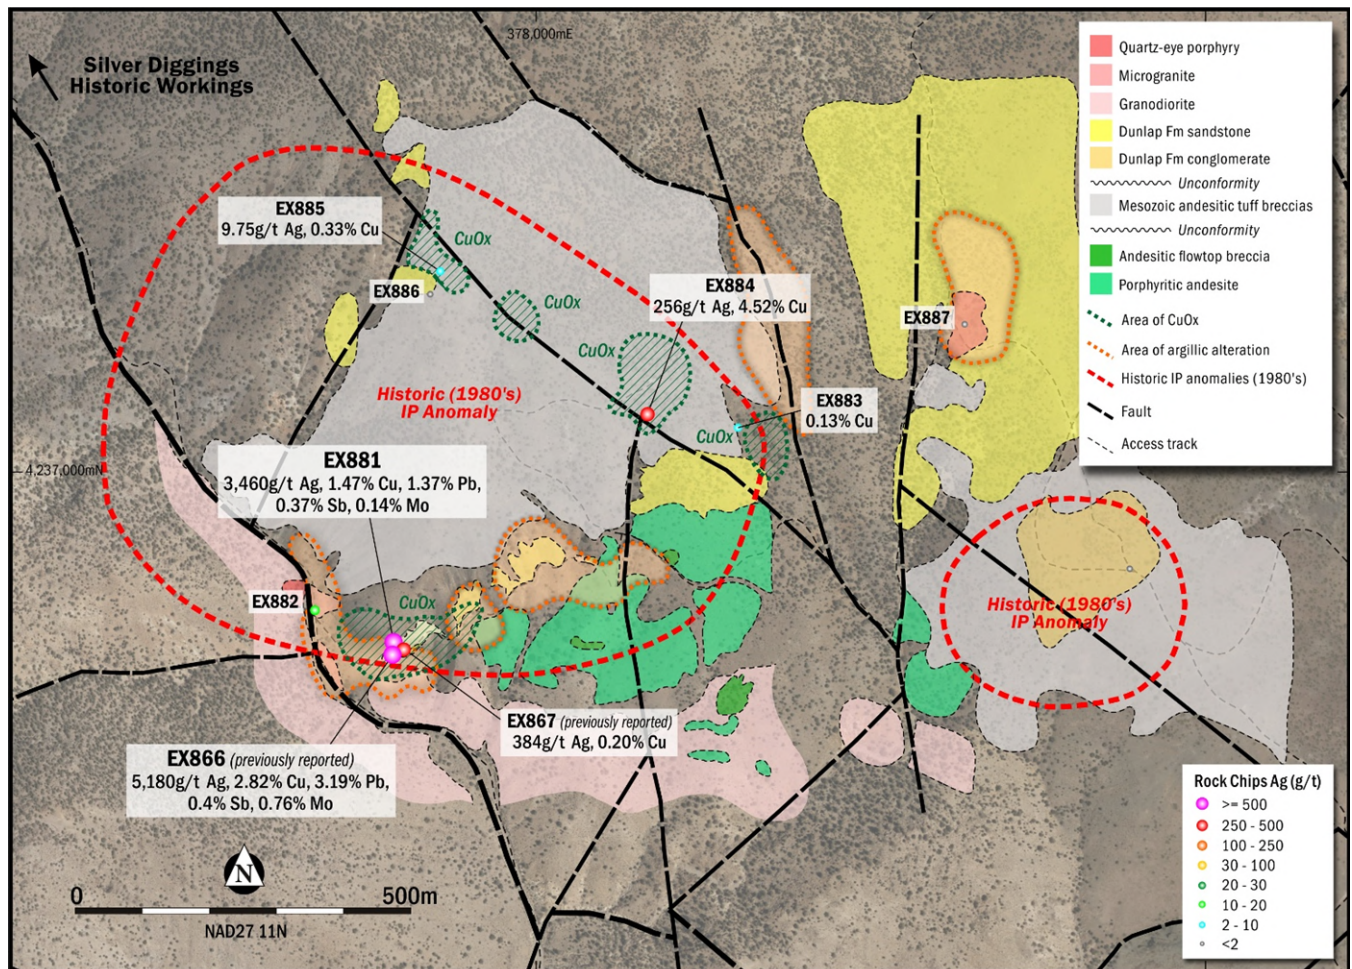 378,000mE
Silver Diggings
Historic Workings
EX885
9.75g/t Ag, 0.33% Cu
CuOx
EX886
CuOx
EX884
256g/t Ag, 4.52% Cu
CuOx
EX887
Historic (1980's)
IP Anomaly
EX883
0.13% Cu
CuOx
EX881
3,460g/t Ag, 1.47% Cu, 1.37% Pb,
0.37% Sb, 0.14% Mo
4,237,000mN
EX882
CuOx
Historic (1980's)
IP Anomaly
EX867 (previously reported)
384g/t Ag, 0.20% Cu
EX866 (previously reported)
5,180g/t Ag, 2.82% Cu, 3.19% Pb,
0.4% Sb, 0.76% Mo
N
0 500m
NAD27 11N
Quartz-eye porphyry
Microgranite
Granodiorite
Dunlap Fm sandstone
Dunlap Fm conglomerate
Unconformity
Mesozoic andesitic tuff breccias
Unconformity
Andesitic flowtop breccia
Porphyritic andesite
Area of CuOx
Area of argillic alteration
Historic IP anomalies (1980's)
Fault
Access track
Rock Chips Ag (g/t)
>= 500
250 - 500
100 - 250
30 - 100
20 - 30
10 - 20
2 - 10
<2